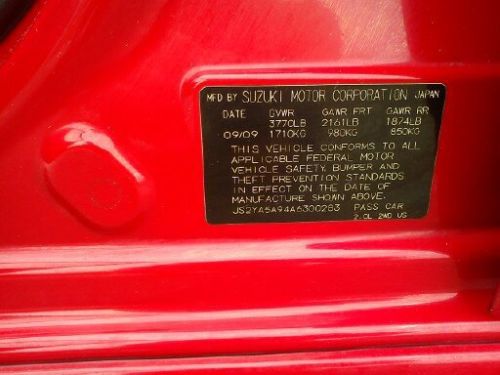 MFD BY SUZUKI MOTOR CORPORATION JAPAN
DATE GVWR GAWR FRT GAWR RR
3770LB 2161LB 1874LB
09/09 1710KG 980KG 850KG
THIS VEHICLE CONFORMS TO ALL
APPLICABLE FEDERAL MOTOR
VEHICLE SAFETY, BUMPER AND
THEFT PREVENTION STANDARDS
IN EFFECT ON THE DATE OF
MANUFACTURE SHOWN ABOVE.
JS2YA5A94A6300283 PASS CAR
2.0L 2WD US